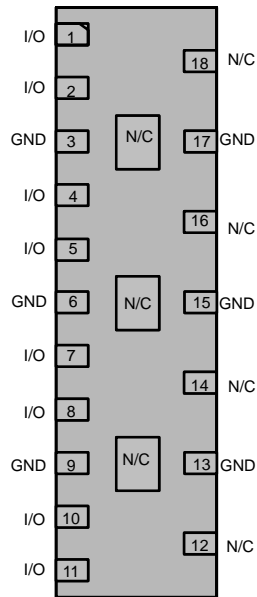 I/O 1
18 N/C
I/O 2
GND 3 N/C 17 GND
I/O 4
16 N/C
I/O 5
GND 6 N/C 15 GND
I/O 7
14 N/C
I/O 8
GND 9 N/C 13 GND
I/O 10
12 N/C
I/O 11